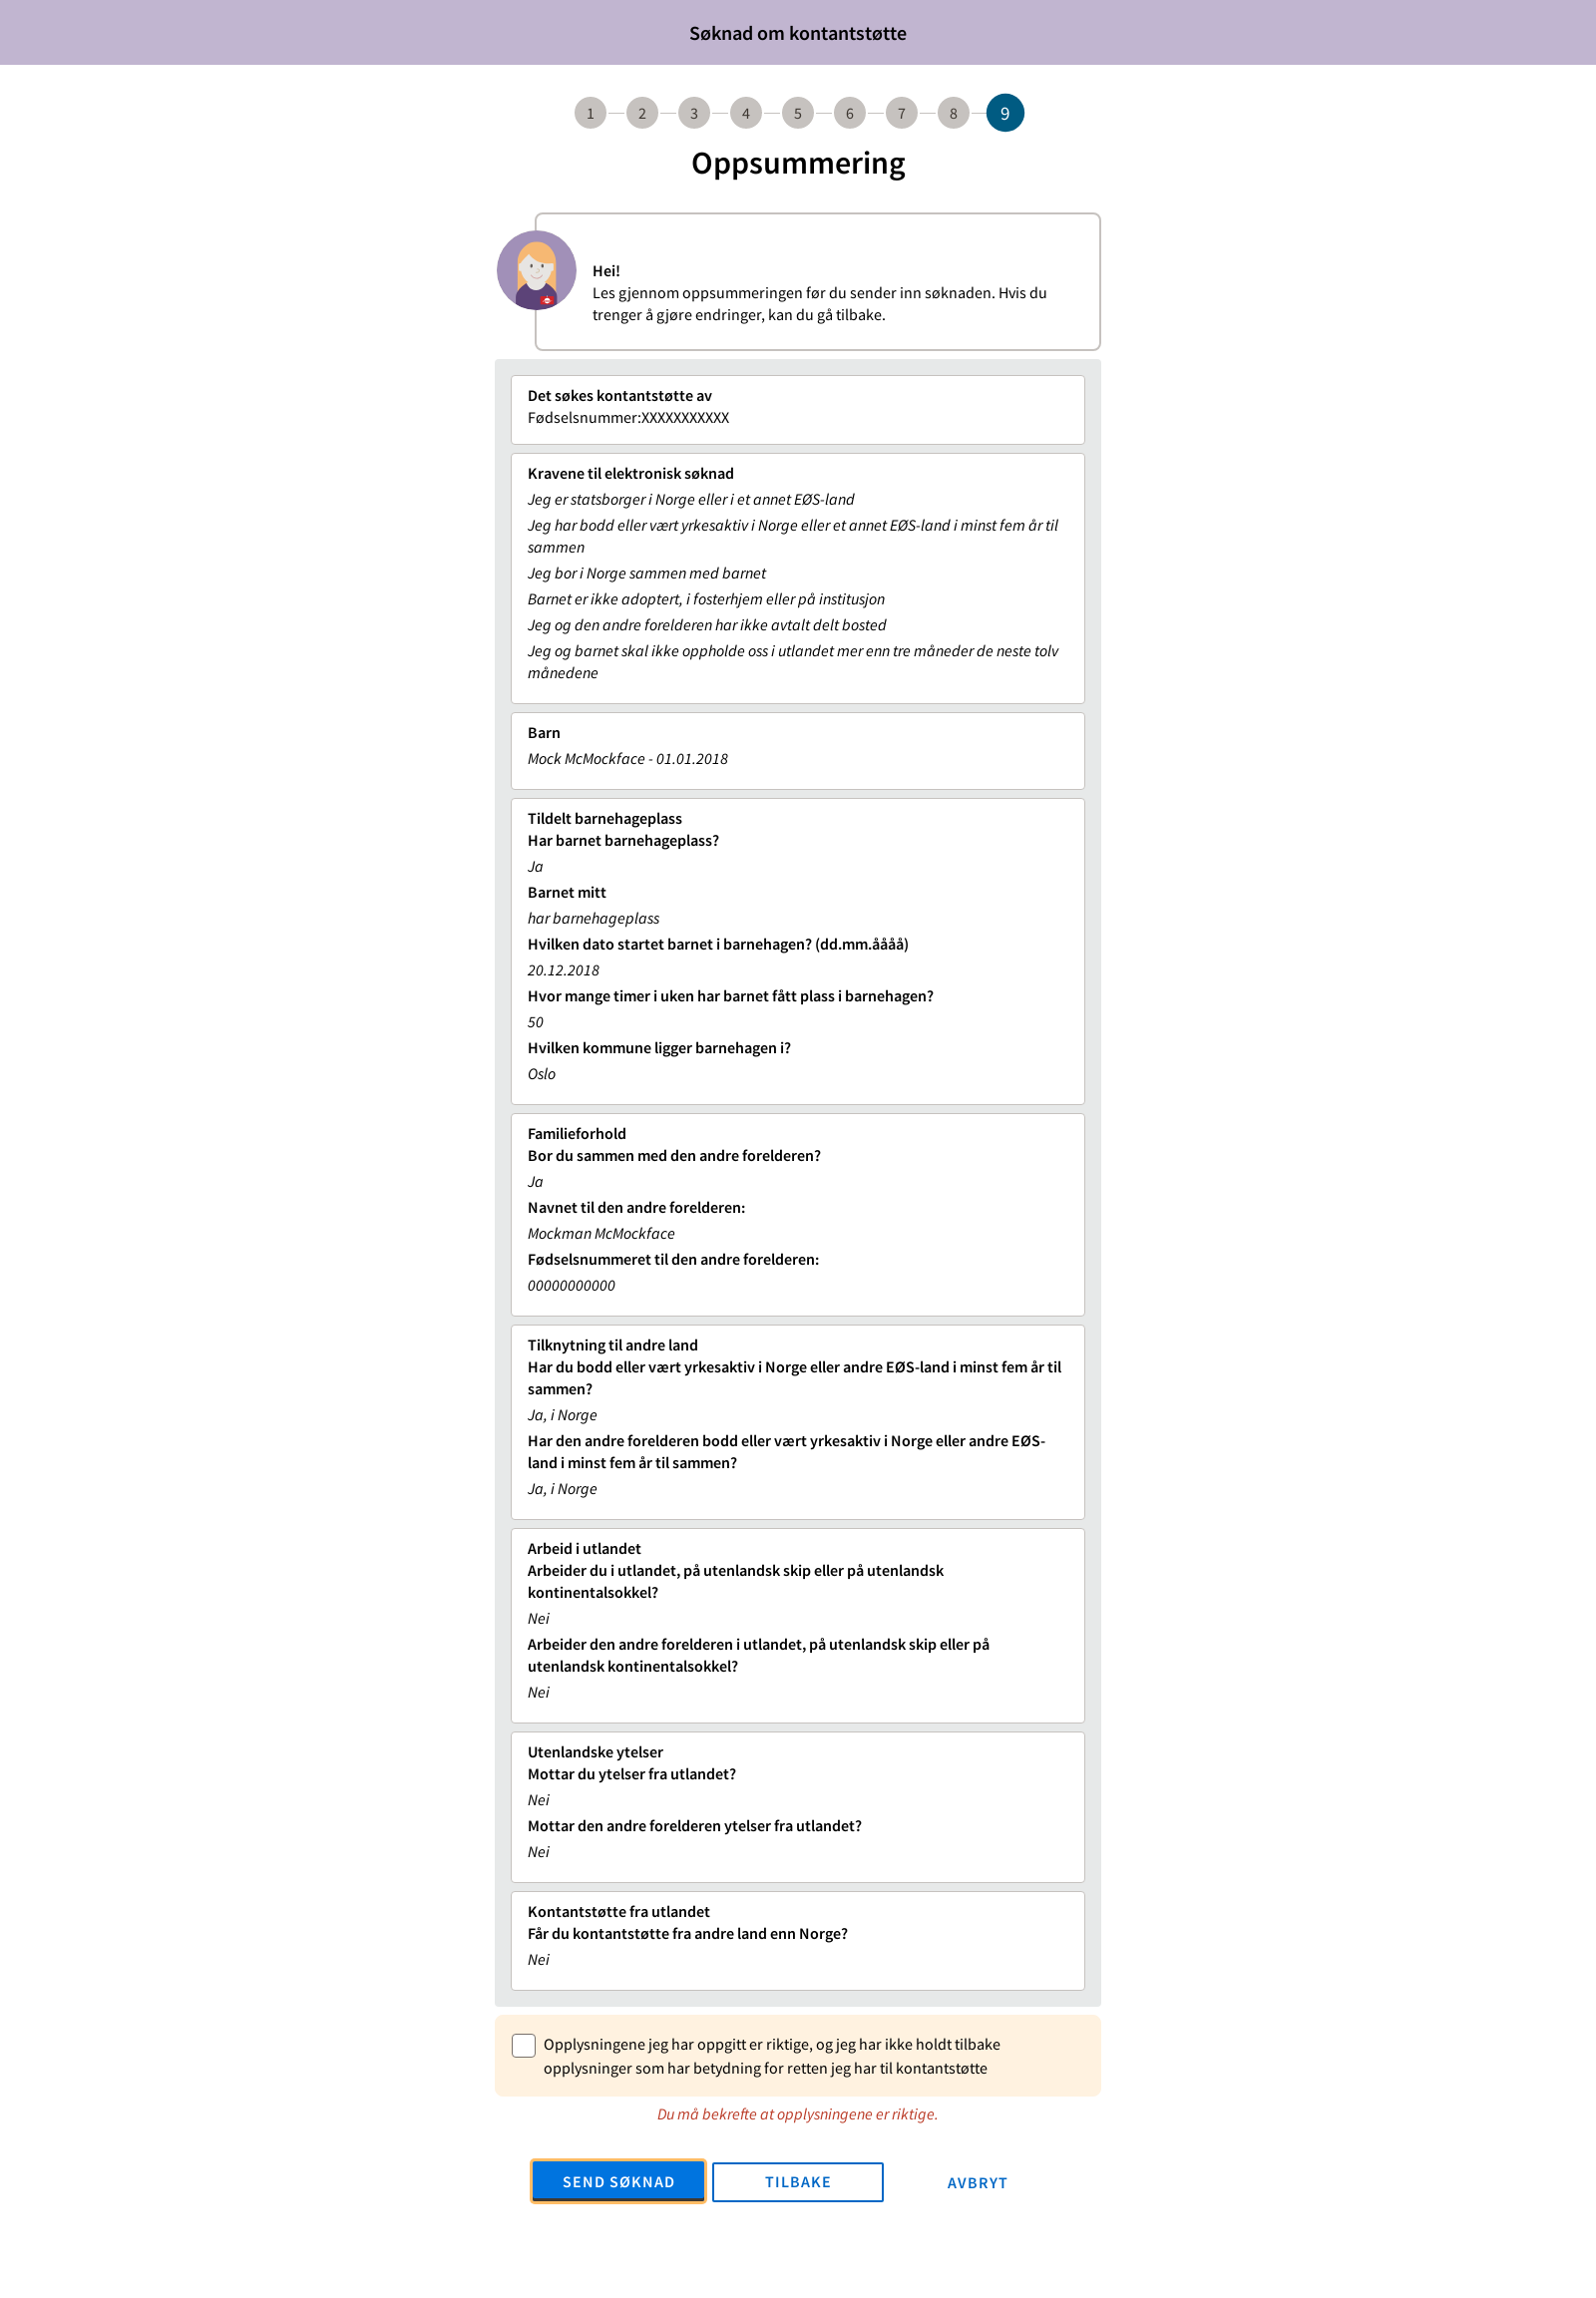 Søknad om kontantstøtte
1 2 3 4 5 6 7 8 9
Oppsummering
Hei!
Les gjennom oppsummeringen før du sender inn søknaden. Hvis du
trenger å gjøre endringer, kan du gå tilbake.
Det søkes kontantstøtte av
Fødselsnummer:XXXXXXXXXXX
Kravene til elektronisk søknad
Jeg er statsborger i Norge eller i et annet EØS-land
Jeg har bodd eller vært yrkesaktiv i Norge eller et annet EØS-land i minst fem år til
sammen
Jeg bor i Norge sammen med barnet
Barnet er ikke adoptert, i fosterhjem eller på institusjon
Jeg og den andre forelderen har ikke avtalt delt bosted
Jeg og barnet skal ikke oppholde oss i utlandet mer enn tre måneder de neste tolv
månedene
Barn
Mock McMockface - 01.01.2018
Tildelt barnehageplass
Har barnet barnehageplass?
Ja
Barnet mitt
har barnehageplass
Hvilken dato startet barnet i barnehagen? (dd.mm.åååå)
20.12.2018
Hvor mange timer i uken har barnet fått plass i barnehagen?
50
Hvilken kommune ligger barnehagen i?
Oslo
Familieforhold
Bor du sammen med den andre forelderen?
Ja
Navnet til den andre forelderen:
Mockman McMockface
Fødselsnummeret til den andre forelderen:
00000000000
Tilknytning til andre land
Har du bodd eller vært yrkesaktiv i Norge eller andre EØS-land i minst fem år til
sammen?
Ja, i Norge
Har den andre forelderen bodd eller vært yrkesaktiv i Norge eller andre EØS-
land i minst fem år til sammen?
Ja, i Norge
Arbeid i utlandet
Arbeider du i utlandet, på utenlandsk skip eller på utenlandsk
kontinentalsokkel?
Nei
Arbeider den andre forelderen i utlandet, på utenlandsk skip eller på
utenlandsk kontinentalsokkel?
Nei
Utenlandske ytelser
Mottar du ytelser fra utlandet?
Nei
Mottar den andre forelderen ytelser fra utlandet?
Nei
Kontantstøtte fra utlandet
Får du kontantstøtte fra andre land enn Norge?
Nei
Opplysningene jeg har oppgitt er riktige, og jeg har ikke holdt tilbake
opplysninger som har betydning for retten jeg har til kontantstøtte
Du må bekrefte at opplysningene er riktige.
SEND SØKNAD TILBAKE AVBRYT